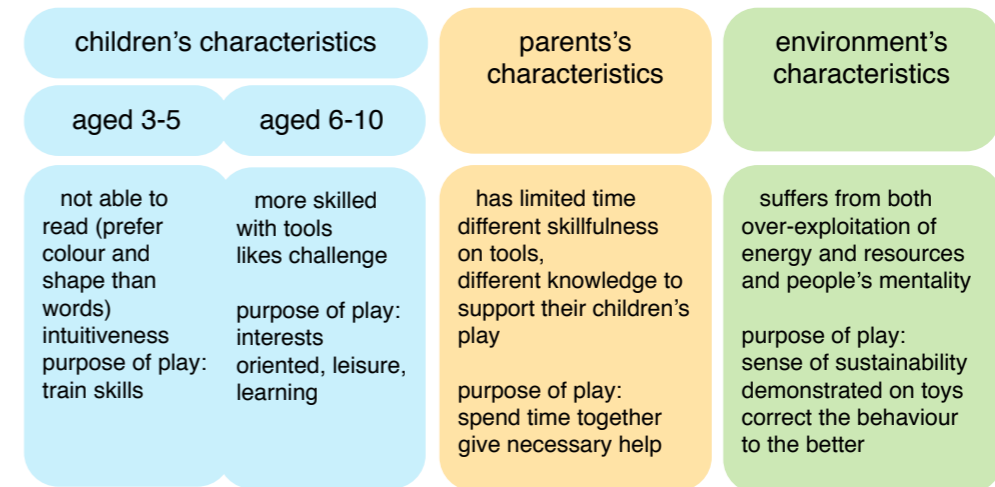 children's characteristics
aged 3-5
aged 6-10
not able to
read (prefer
colour and
shape than
words)
intuitiveness
purpose of play:
train skills
more skilled
with tools
likes challenge
purpose of play:
interests
oriented, leisure,
learning
parents's
characteristics
has limited time
different skillfulness
on tools,
different knowledge to
support their children's
play
purpose of play:
spend time together
give necessary help
environment's
characteristics
suffers from both
over-exploitation of
energy and resources
and people's mentality
purpose of play:
sense of sustainability
demonstrated on toys
correct the behaviour
to the better